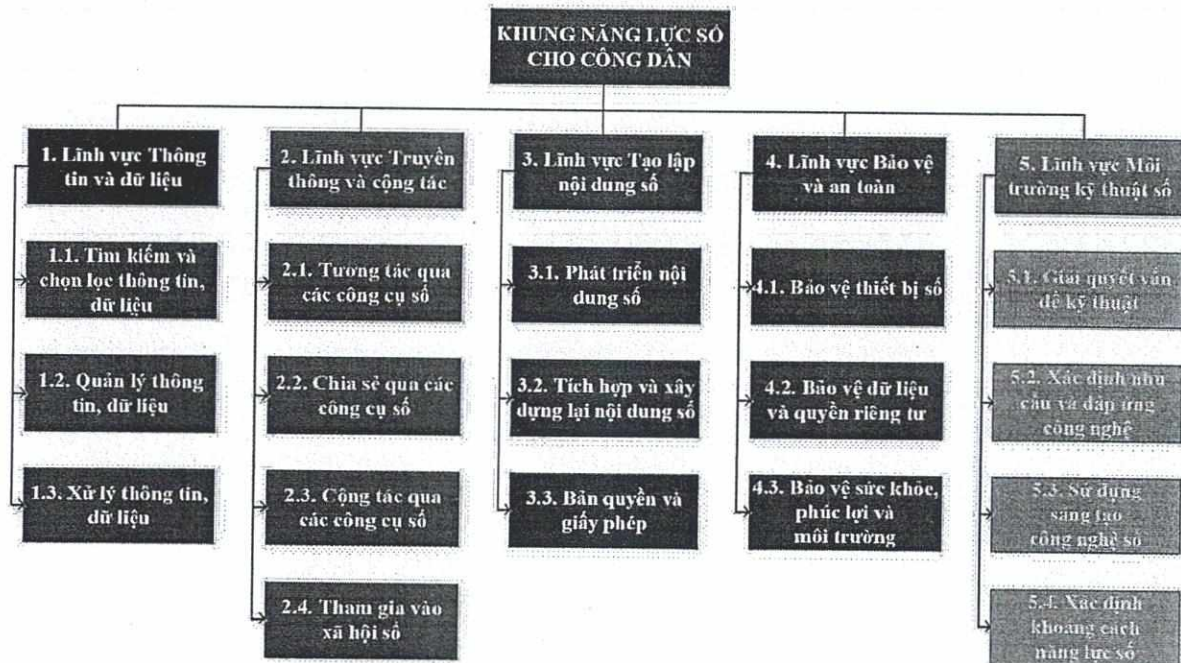 KHUNG NĂNG LỰC SỐ
CHO CÔNG DÂN
1. Lĩnh vực Thông
tin và dữ liệu
1.1. Tìm kiếm và
chọn lọc thông tin,
dữ liệu
1.2. Quản lý thông
tin, dữ liệu
1.3. Xử lý thông tin,
dữ liệu
2. Lĩnh vực Truyền
thông và cộng tác
2.1. Tương tác qua
các công cụ số
2.2. Chia sẻ qua các
công cụ số
2.3. Cộng tác qua
các công cụ số
2.4. Tham gia vào
xã hội số
3. Lĩnh vực Tạo lập
nội dung số
3.1. Phát triển nội
dung số
3.2. Tích hợp và xây
dựng lại nội dung số
3.3. Bản quyền và
giấy phép
4. Lĩnh vực Bảo vệ
và an toàn
4.1. Bảo vệ thiết bị số
4.2. Bảo vệ dữ liệu
và quyền riêng tư
4.3. Bảo vệ sức khỏe,
phúc lợi và
môi trường
5. Lĩnh vực Môi
trường kỹ thuật số
5.1. Giải quyết vấn
đề kỹ thuật
5.2. Xác định nhu
cầu và đáp ứng
công nghệ
5.3. Sử dụng
sáng tạo
công nghệ số
5.4. Xác định
khoảng cách
năng lực số